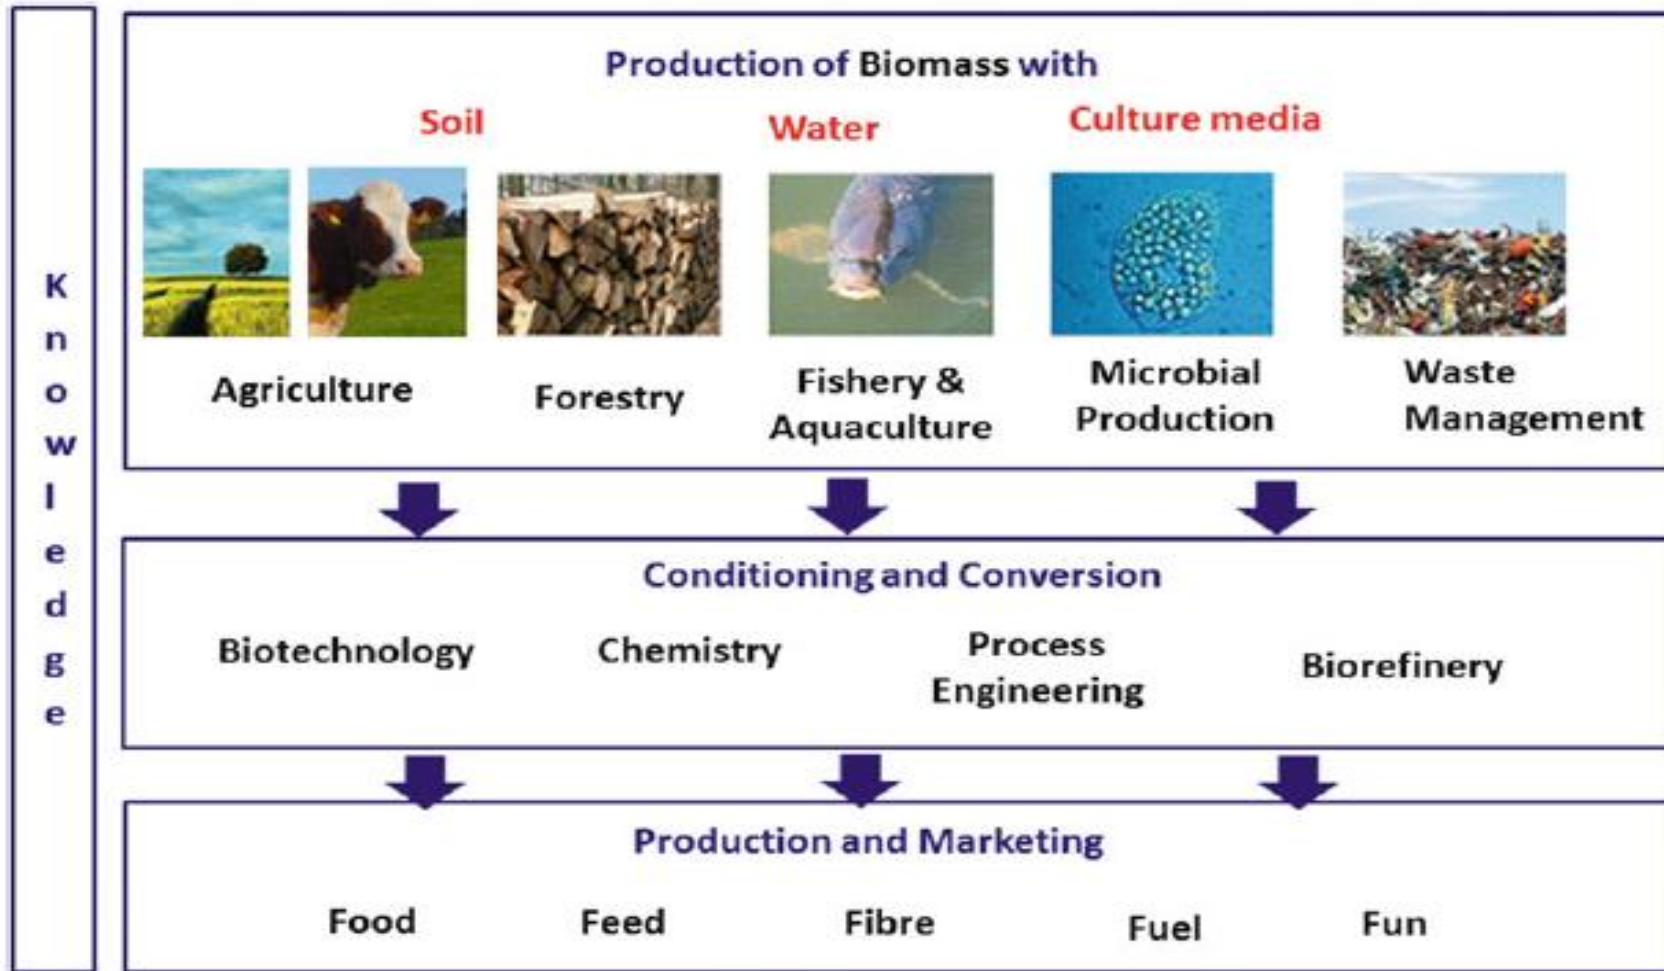 Knowledge
Production of Biomass with
Soil
Water
Culture media
Agriculture
Forestry
Fishery &
Aquaculture
Microbial
Production
Waste
Management
Conditioning and Conversion
Biotechnology
Chemistry
Process
Engineering
Biorefinery
Production and Marketing
Food
Feed
Fibre
Fuel
Fun